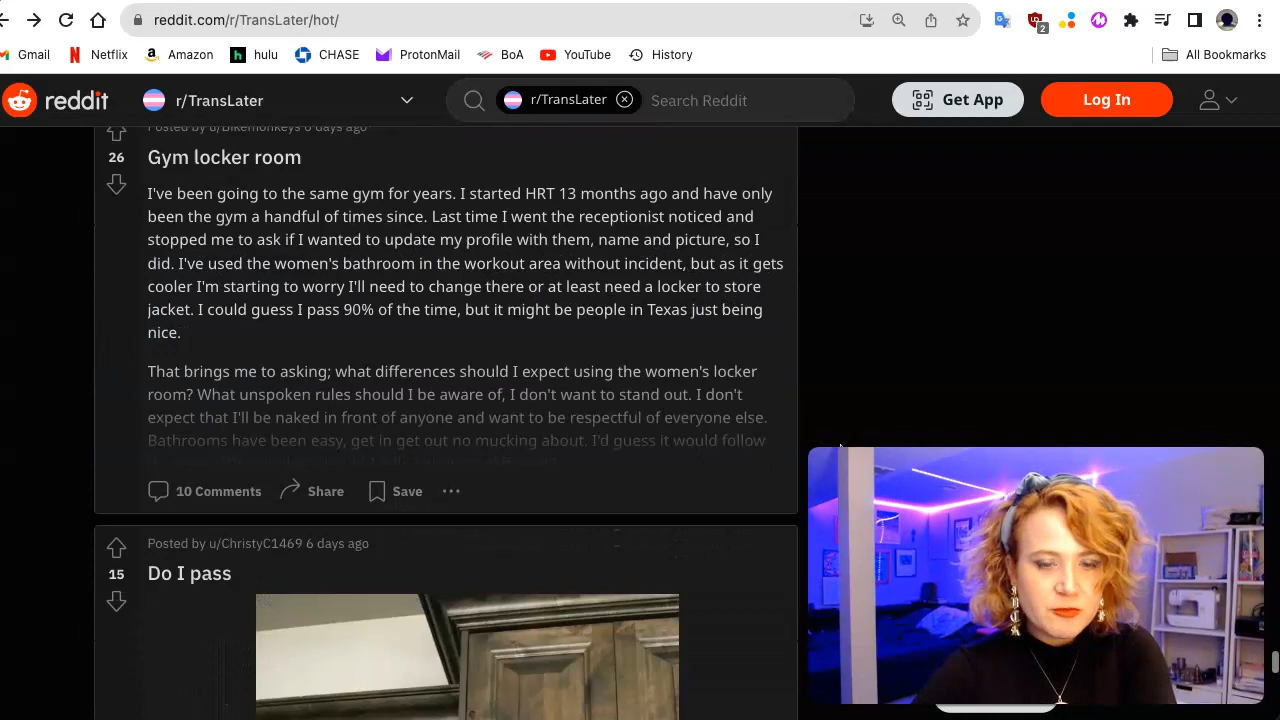 reddit.com/r/TransLater/hot/
2
Gmail Netflix Amazon hulu CHASE ProtonMail BoA YouTube History All Bookmarks
reddit r/TransLater r/TransLater Search Reddit Get App Log In
Posted by u/Bikemonkeys 6 days ago
26
Gym locker room
I've been going to the same gym for years. I started HRT 13 months ago and have only
been the gym a handful of times since. Last time I went the receptionist noticed and
stopped me to ask if I wanted to update my profile with them, name and picture, so I
did. I've used the women's bathroom in the workout area without incident, but as it gets
cooler I'm starting to worry I'll need to change there or at least need a locker to store
jacket. I could guess I pass 90% of the time, but it might be people in Texas just being
nice.
That brings me to asking; what differences should I expect using the women's locker
room? What unspoken rules should I be aware of, I don't want to stand out. I don't
expect that I'll be naked in front of anyone and want to be respectful of everyone else.
Bathrooms have been easy, get in get out no mucking about. I'd guess it would follow
10 Comments Share Save
Posted by u/ChristyC1469 6 days ago
15
Do I pass